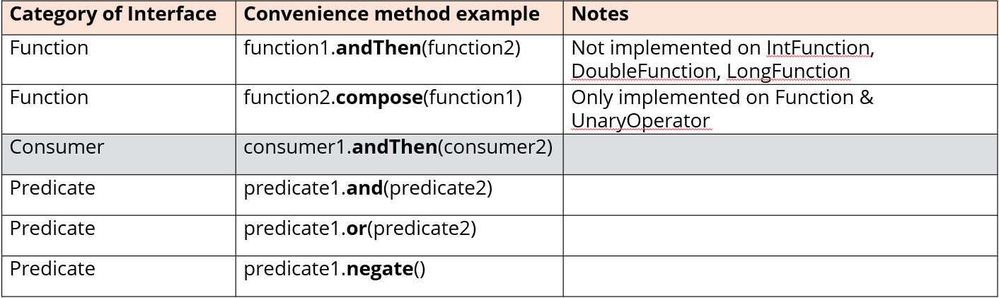 Category of Interface Convenience method example Notes
Function function1.andThen(function2) Not implemented on IntFunction,
DoubleFunction, LongFunction
Function function2.compose(function1) Only implemented on Function &
UnaryOperator
Consumer consumer1.andThen(consumer2)
Predicate predicate1.and(predicate2)
Predicate predicate1.or(predicate2)
Predicate predicate1.negate()